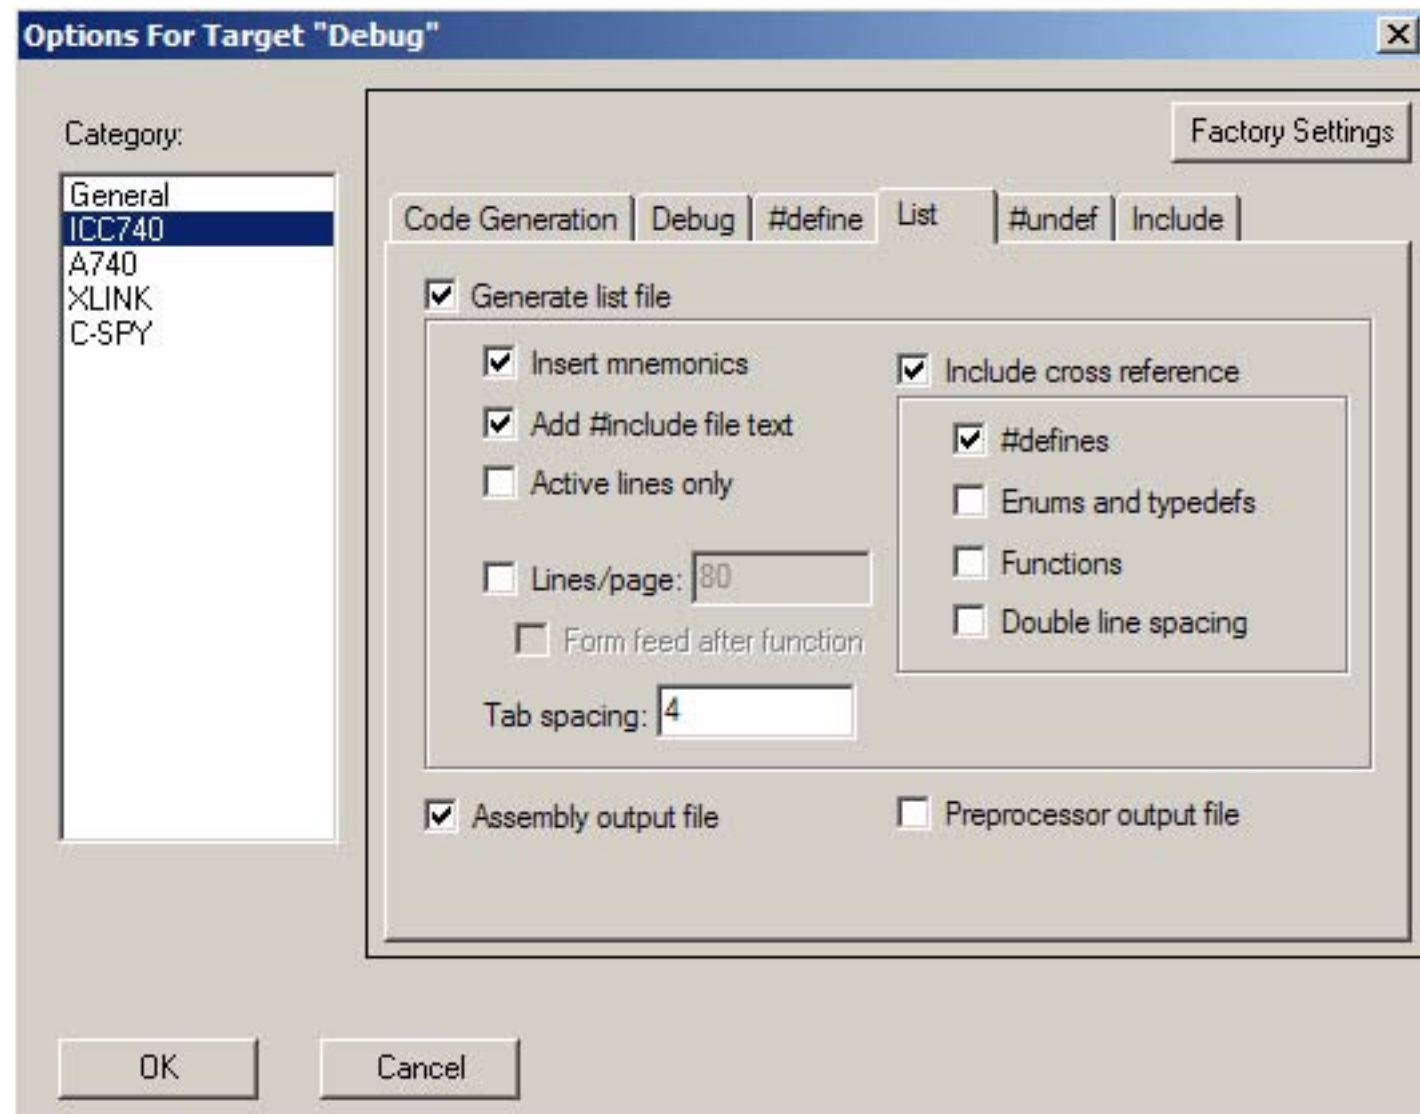 Options For Target "Debug"
Category:
General
ICC740
A740
XLINK
C-SPY
Factory Settings
Code Generation Debug #define List #undef Include
Generate list file
Insert mnemonics
Add #include file text
Active lines only
Lines/page: 80
Form feed after function
Tab spacing: 4
Include cross reference
#defines
Enums and typedefs
Functions
Double line spacing
Assembly output file
Preprocessor output file
OK
Cancel